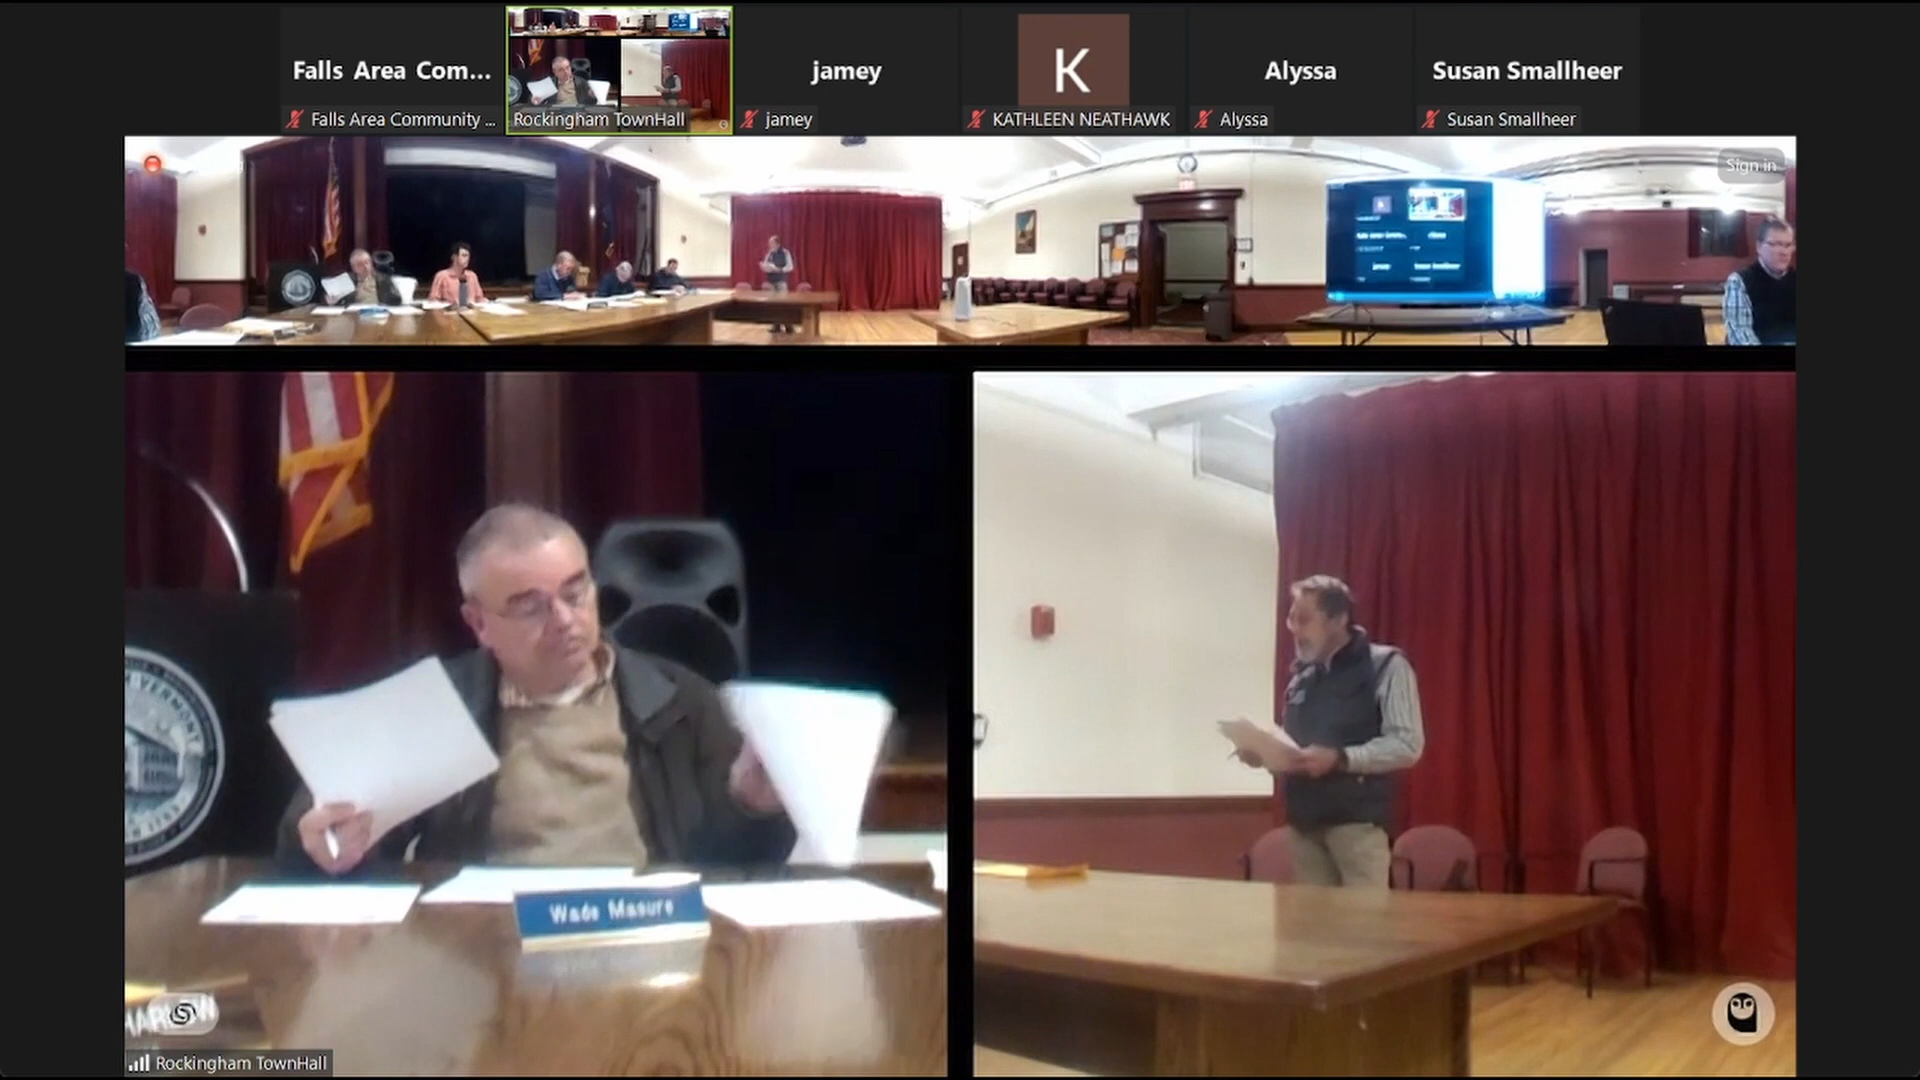 Falls Area Com...
jamey
K
Alyssa
Susan Smallheer
Falls Area Community ...
Rockingham TownHall
jamey
KATHLEEN NEATHAWK
Alyssa
Susan Smallheer
Sign in
VERMONT
Wade Masure
Rockingham TownHall